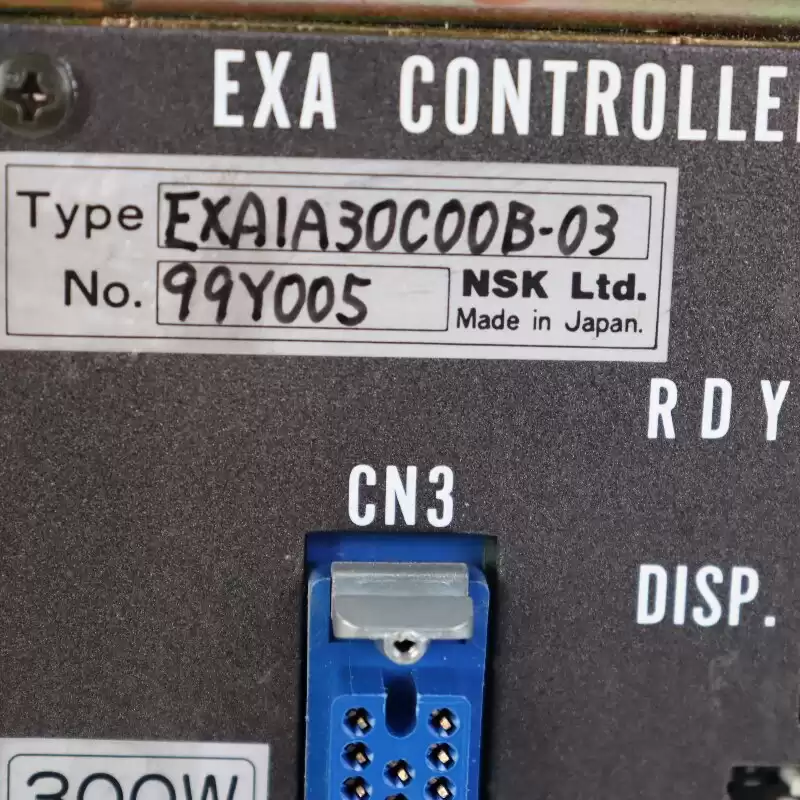 EXA CONTROLLE
Type EXA1A30C00B-03
No. 99Y005
NSK Ltd.
Made in Japan.
RDY
CN3
DISP.
300W